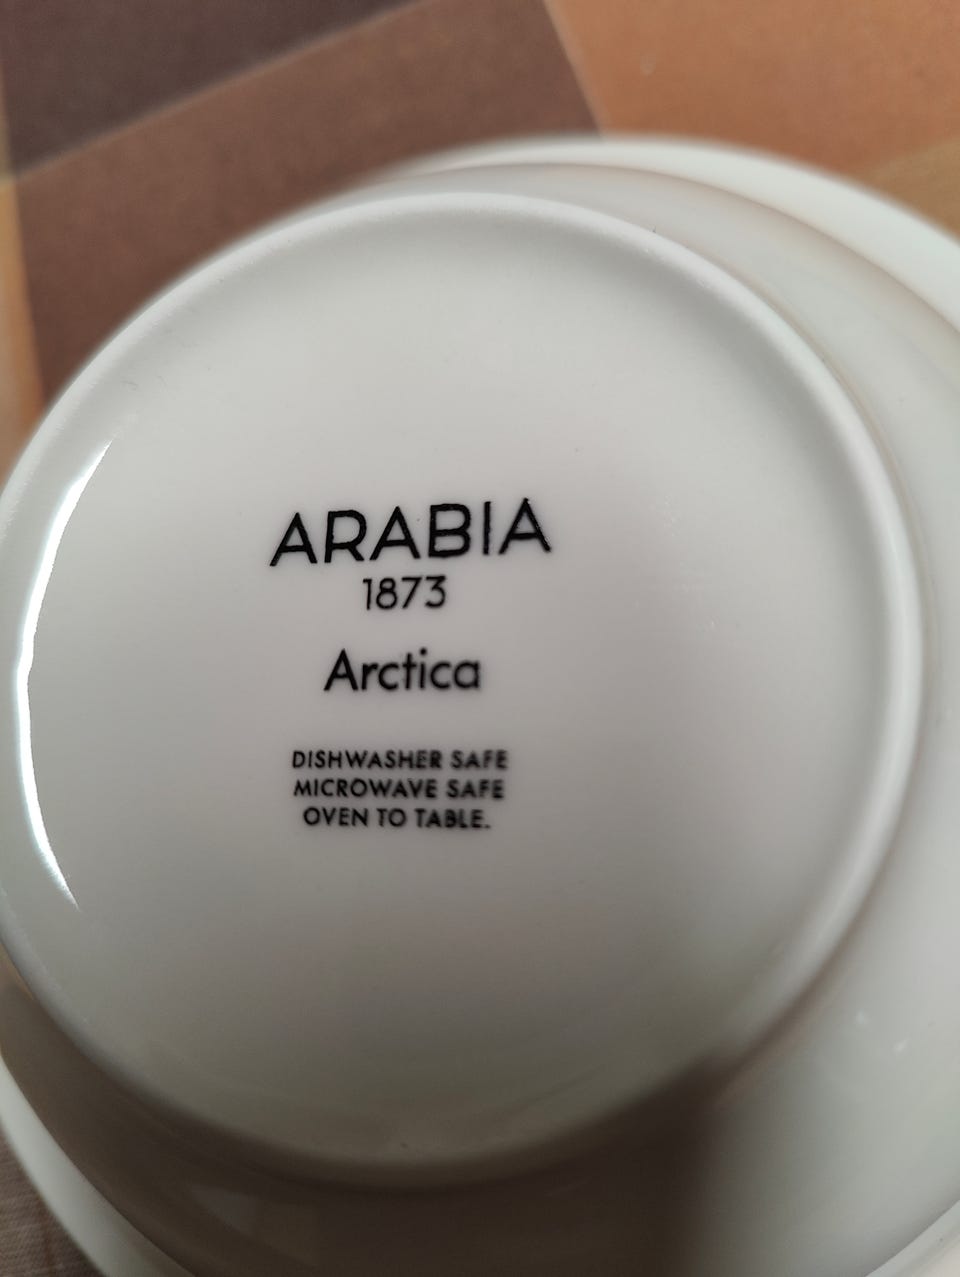 ARABIA
1873
Arctica
DISHWASHER SAFE
MICROWAVE SAFE
OVEN TO TABLE.